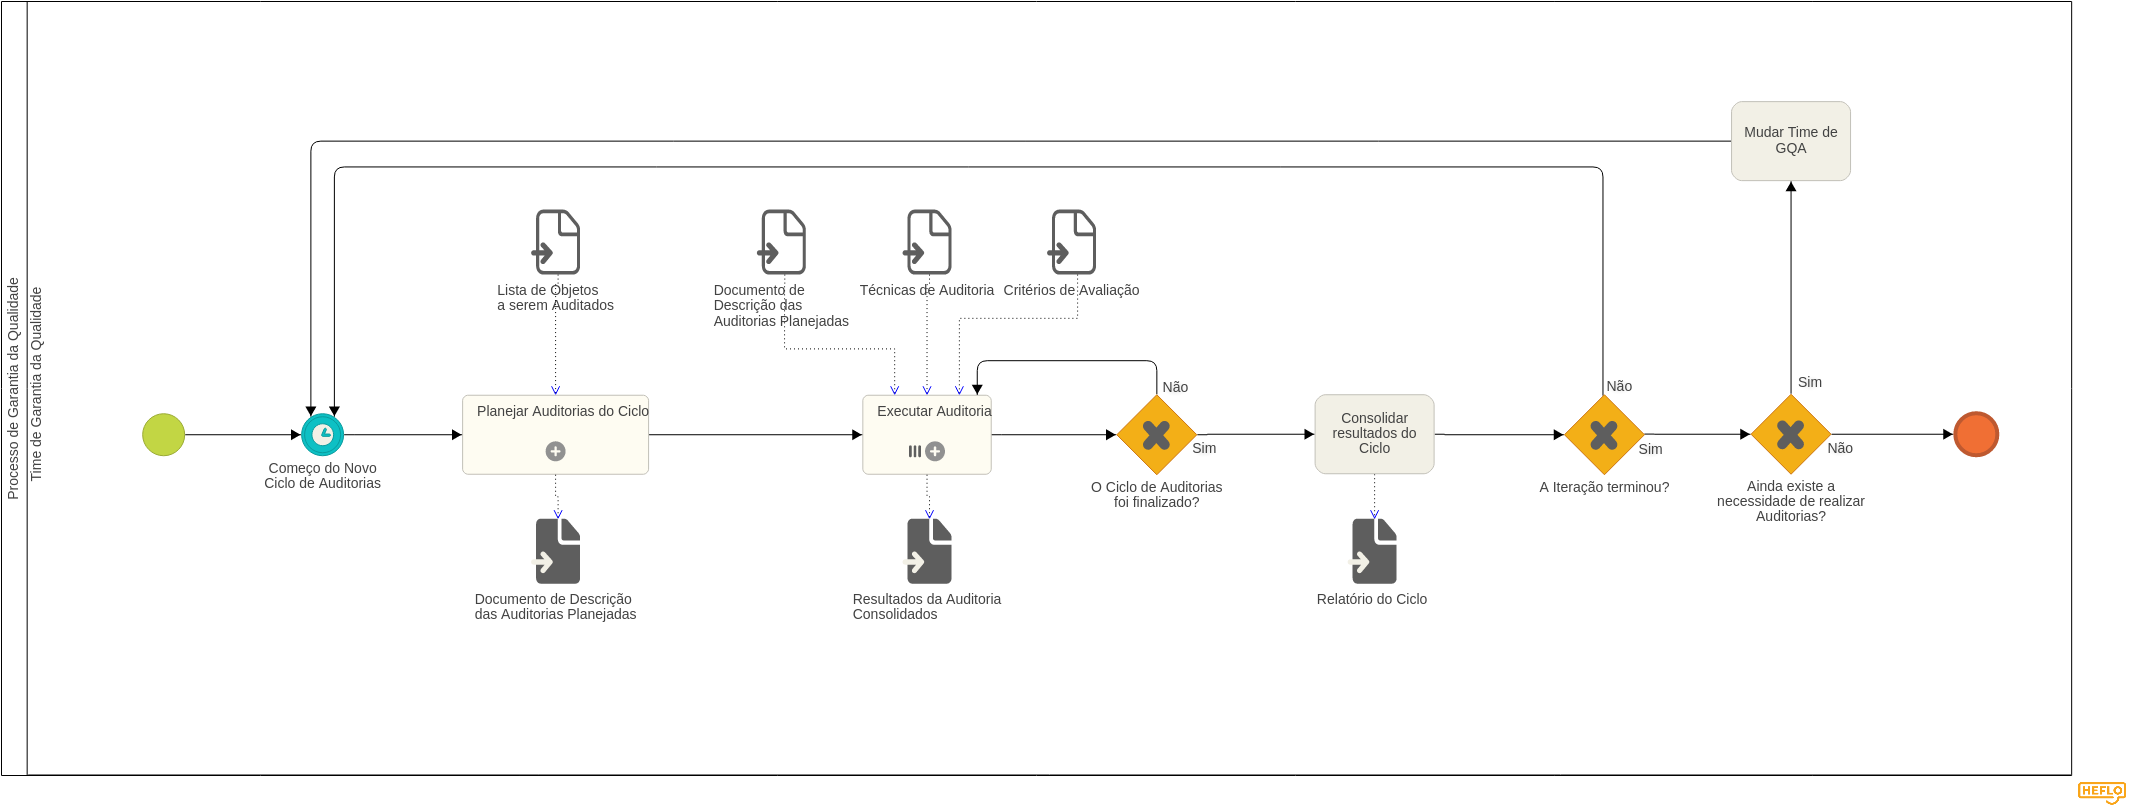 Processo de Garantia da Qualidade
Time de Garantia da Qualidade
Mudar Time de
GQA
Lista de Objetos
a serem Auditados
Documento de
Descrição das
Auditorias Planejadas
Técnicas de Auditoria
Critérios de Avaliação
Começo do Novo
Ciclo de Auditorias
Planejar Auditorias do Ciclo
Executar Auditoria
Não
Sim
O Ciclo de Auditorias
foi finalizado?
Consolidar
resultados do
Ciclo
Não
Sim
A Iteração terminou?
Sim
Não
Ainda existe a
necessidade de realizar
Auditorias?
Documento de Descrição
das Auditorias Planejadas
Resultados da Auditoria
Consolidados
Relatório do Ciclo
HEFLO